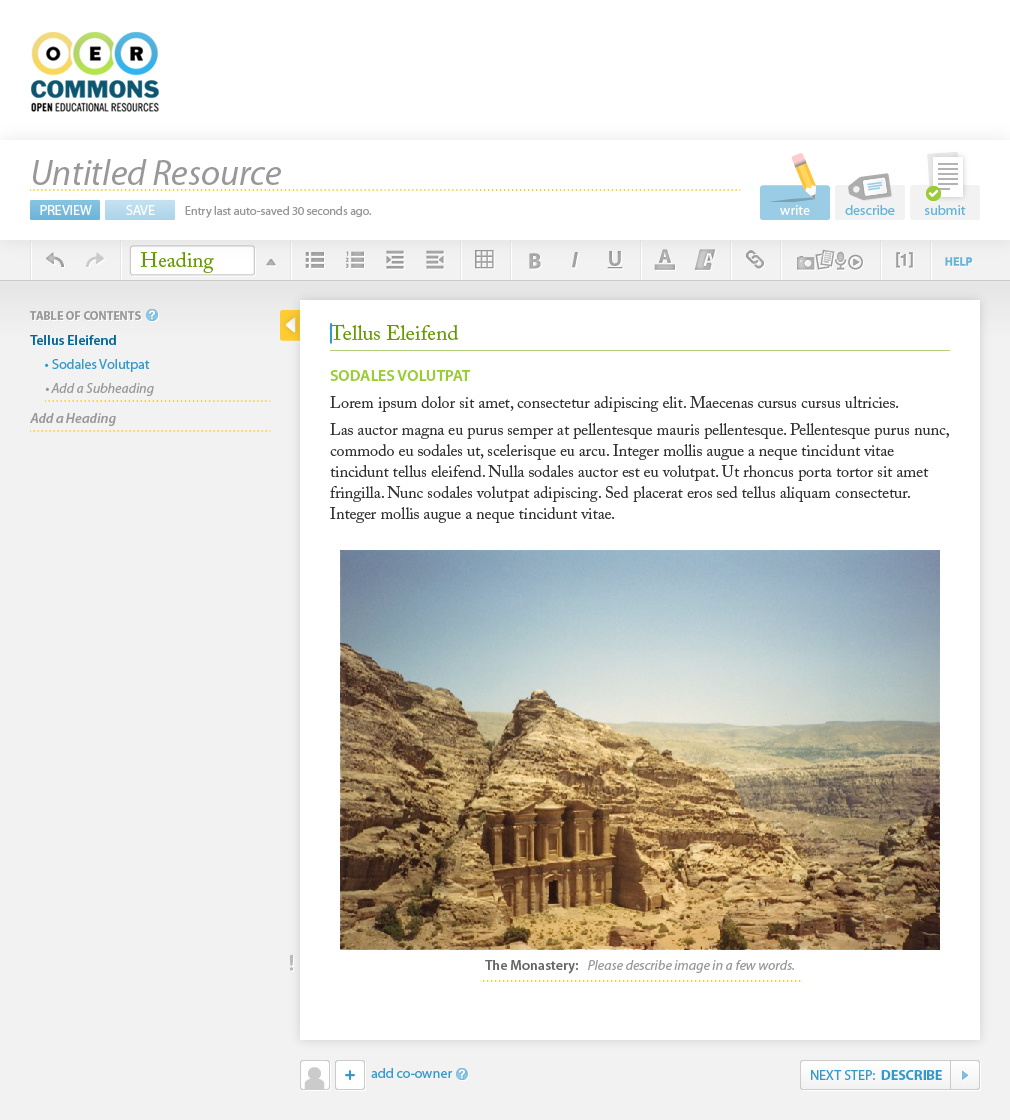 OER
COMMONS
OPEN EDUCATIONAL RESOURCES
Untitled Resource
PREVIEW SAVE Entry last auto-saved 30 seconds ago.
write describe submit
Heading B I U A A [1] HELP
TABLE OF CONTENTS ?
Tellus Eleifend
• Sodales Volutpat
• Add a Subheading
Add a Heading
Tellus Eleifend
SODALES VOLUTPAT
Lorem ipsum dolor sit amet, consectetur adipiscing elit. Maecenas cursus cursus ultricies.
Las auctor magna eu purus semper at pellentesque mauris pellentesque. Pellentesque purus nunc,
commodo eu sodales ut, scelerisque eu arcu. Integer mollis augue a neque tincidunt vitae
tincidunt tellus eleifend. Nulla sodales auctor est eu volutpat. Ut rhoncus porta tortor sit amet
fringilla. Nunc sodales volutpat adipiscing. Sed placerat eros sed tellus aliquam consectetur.
Integer mollis augue a neque tincidunt vitae.
!
The Monastery: Please describe image in a few words.
+ add co-owner ?
NEXT STEP: DESCRIBE